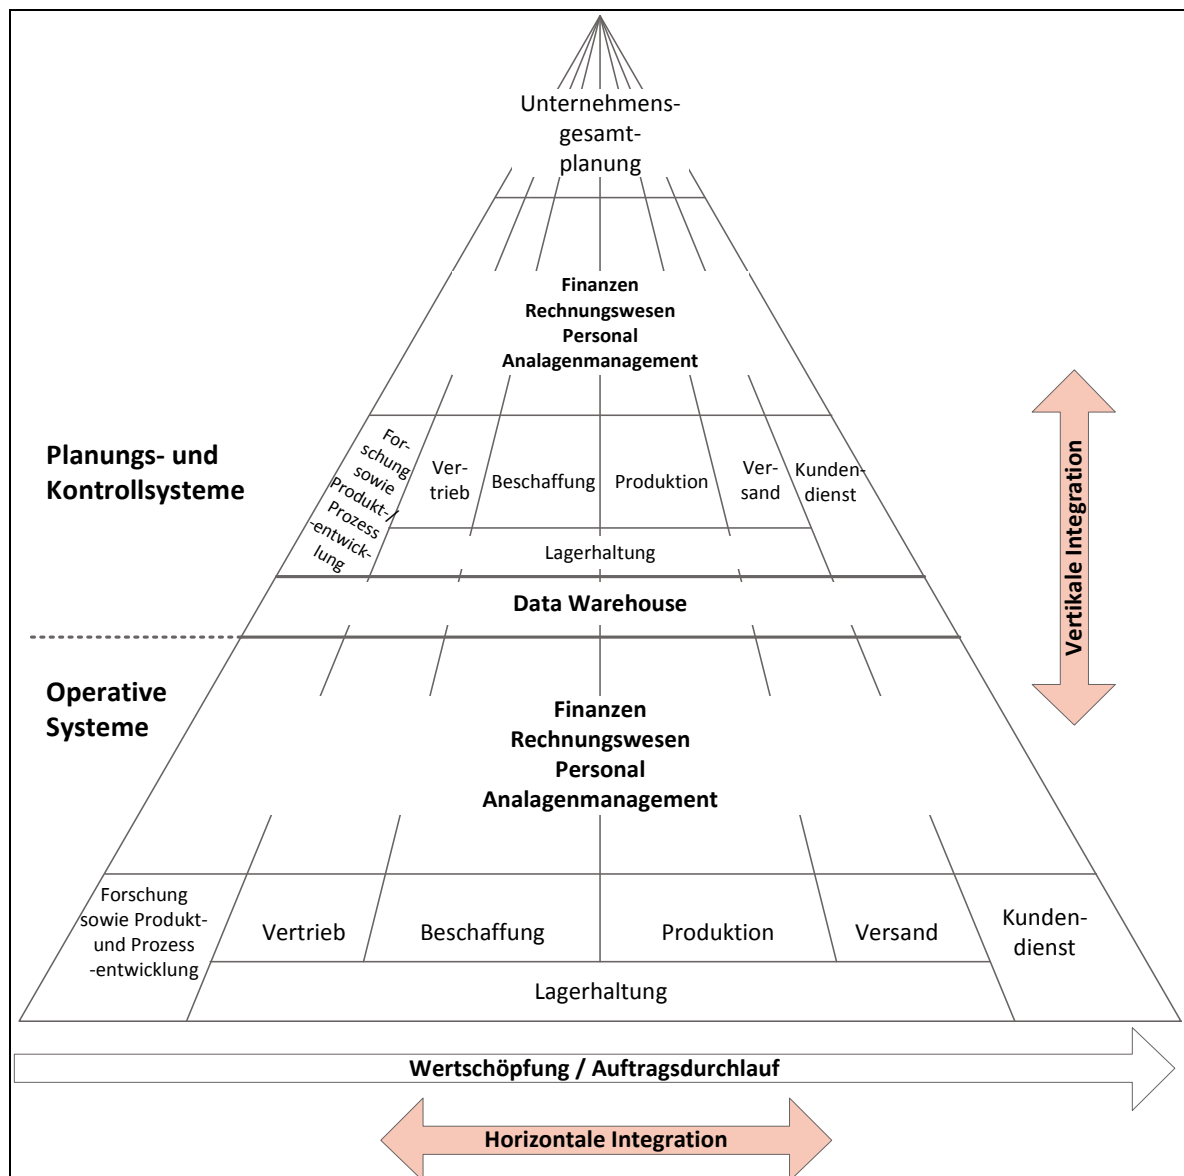 Unternehmens-
gesamt-
planung
Finanzen
Rechnungswesen
Personal
Analagenmanagement
Planungs- und
Kontrollsysteme
For-
schung
sowie
Produkt-/
Prozess
-entwick-
lung
Ver-
trieb
Beschaffung
Produktion
Ver-
sand
Kunden-
dienst
Lagerhaltung
Vertikale Integration
Data Warehouse
Operative
Systeme
Finanzen
Rechnungswesen
Personal
Analagenmanagement
Forschung
sowie Produkt-
und Prozess
-entwicklung
Vertrieb
Beschaffung
Produktion
Versand
Kunden-
dienst
Lagerhaltung
Wertschöpfung / Auftragsdurchlauf
Horizontale Integration